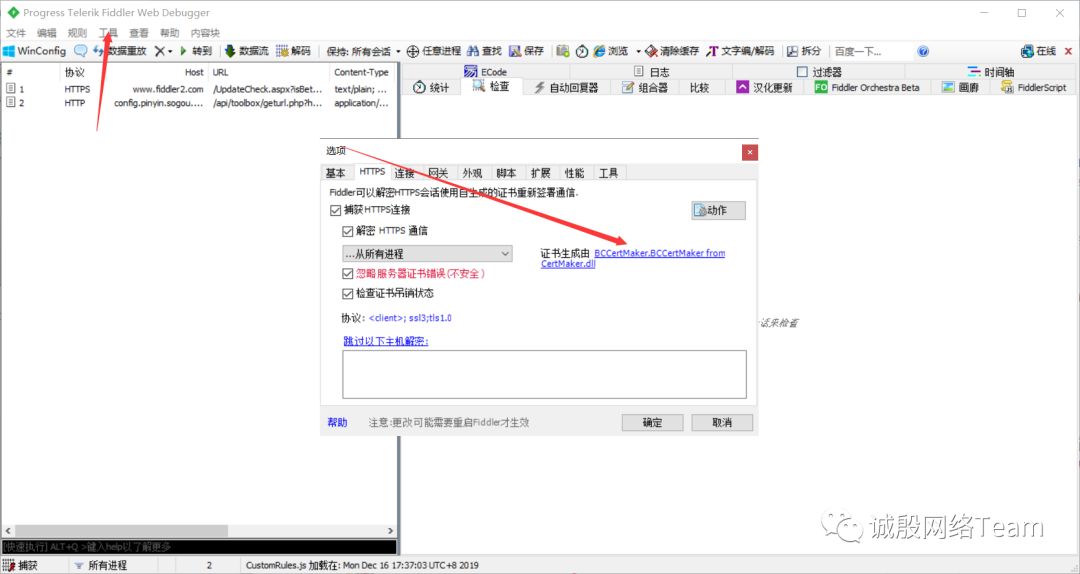 Progress Telerik Fiddler Web Debugger
文件 编辑 规则 工具 查看 帮助 内容块
WinConfig 数据重放 转到 数据流 解码 保持: 所有会话 任意进程 查找 保存 浏览 清除缓存 文字编/解码 拆分 百度一下... 在线
# 协议 Host URL Content-Type
1 HTTPS www.fiddler2.com /UpdateCheck.aspx?isBet... text/plain; ...
2 HTTP config.pinyin.sogou.... /api/toolbox/geturl.php?h... application/...
ECode 日志 过滤器 时间轴
统计 检查 自动回复器 组合器 比较 汉化更新 FO Fiddler Orchestra Beta 画廊 FiddlerScript
选项
基本 HTTPS 连接 网关 外观 脚本 扩展 性能 工具
Fiddler可以解密HTTPS会话使用自生成的证书重新签署通信.
捕获HTTPS连接
动作
解密 HTTPS 通信
...从所有进程
证书生成由 BCCertMaker.BCCertMaker from
CertMaker.dll
忽略服务器证书错误(不安全)
检查证书吊销状态
协议: <client>; ssl3;tls1.0
跳过以下主机解密:
话来检查
帮助 注意:更改可能需要重启Fiddler才生效 确定 取消
诚殷网络Team
[快速执行] ALT+Q >键入help以了解更多
捕获 所有进程 2 CustomRules.js 加载在: Mon Dec 16 17:37:03 UTC+8 2019